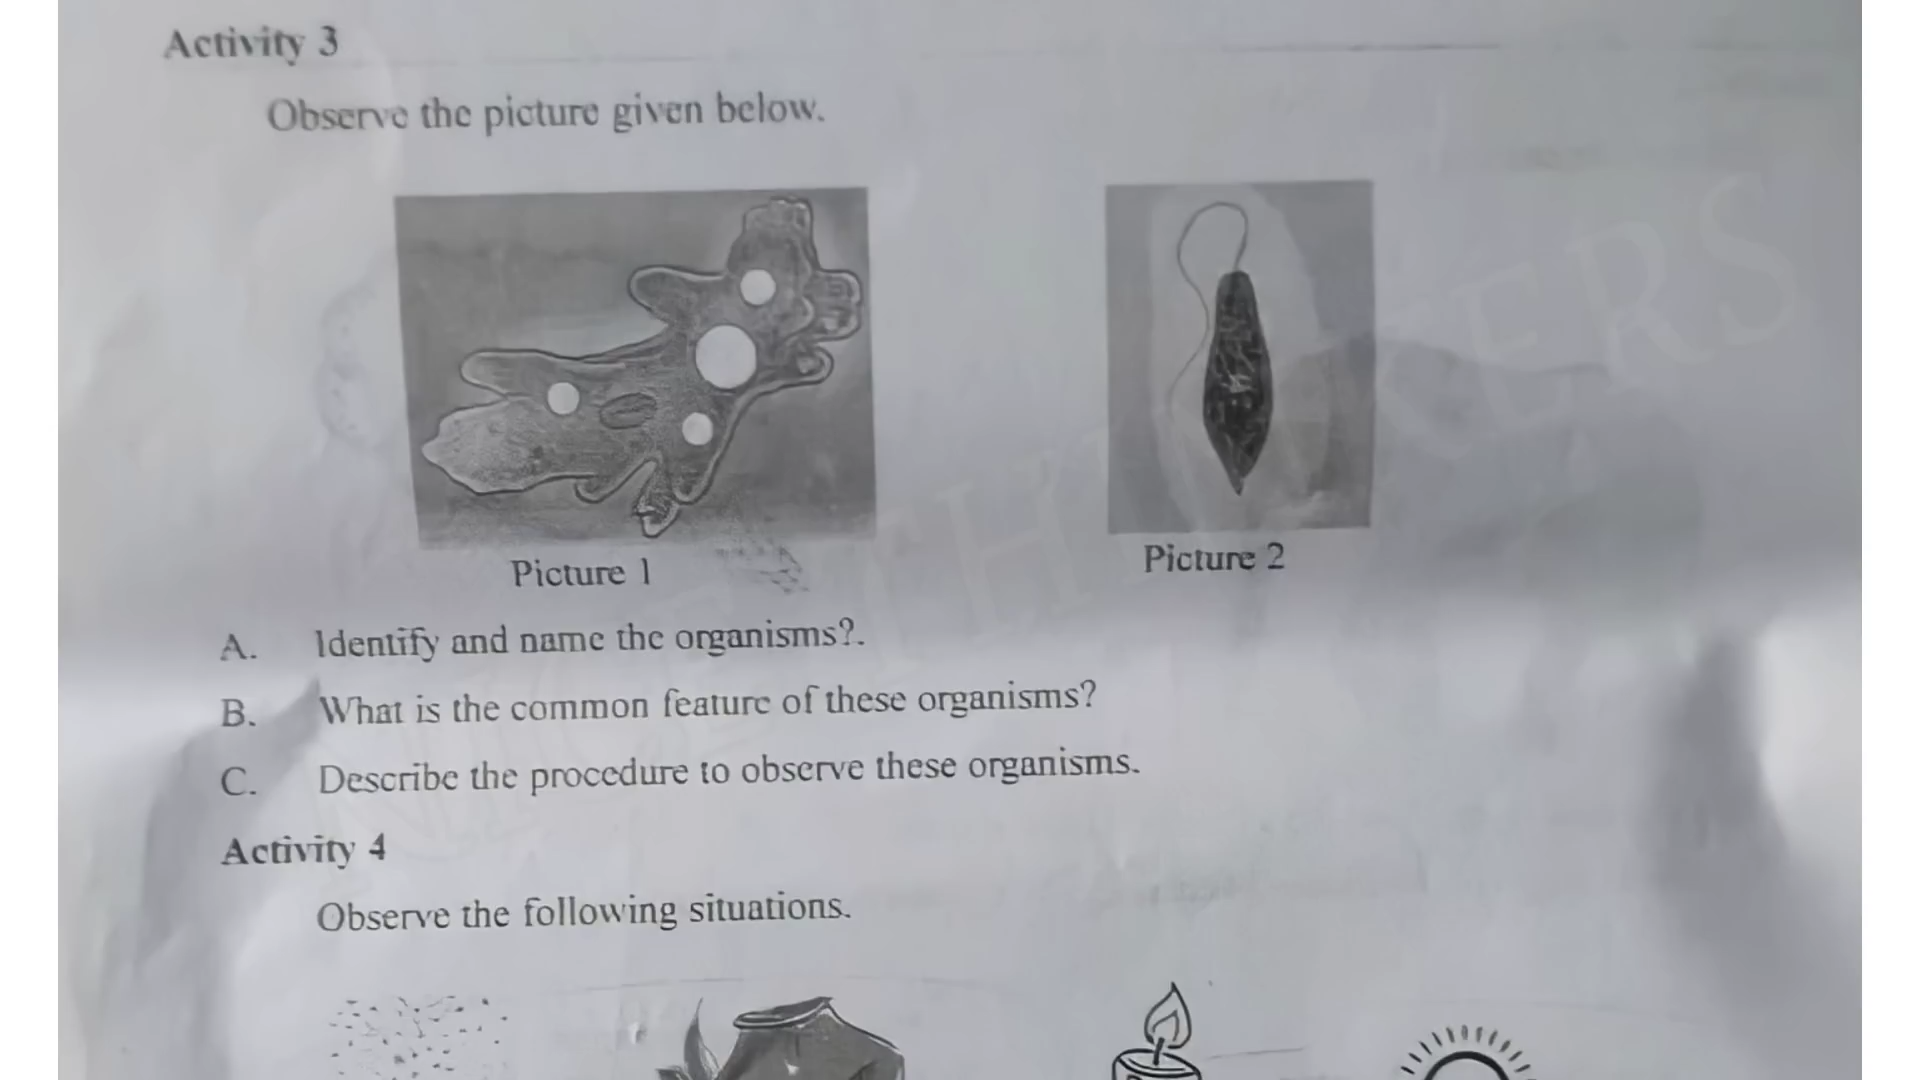 Activity 3
Observe the picture given below.
Picture 1
Picture 2
A. Identify and name the organisms?.
B. What is the common feature of these organisms?
C. Describe the procedure to observe these organisms.
Activity 4
Observe the following situations.